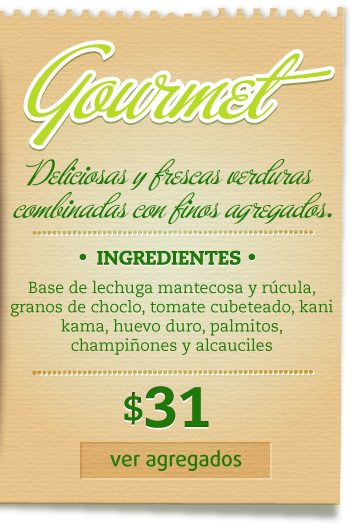 Gourmet
Deliciosas y frescas verduras
combinadas con finos agregados.
• INGREDIENTES •
Base de lechuga mantecosa y rúcula,
granos de choclo, tomate cubeteado, kani
kama, huevo duro, palmitos,
champiñones y alcauciles
$31
ver agregados